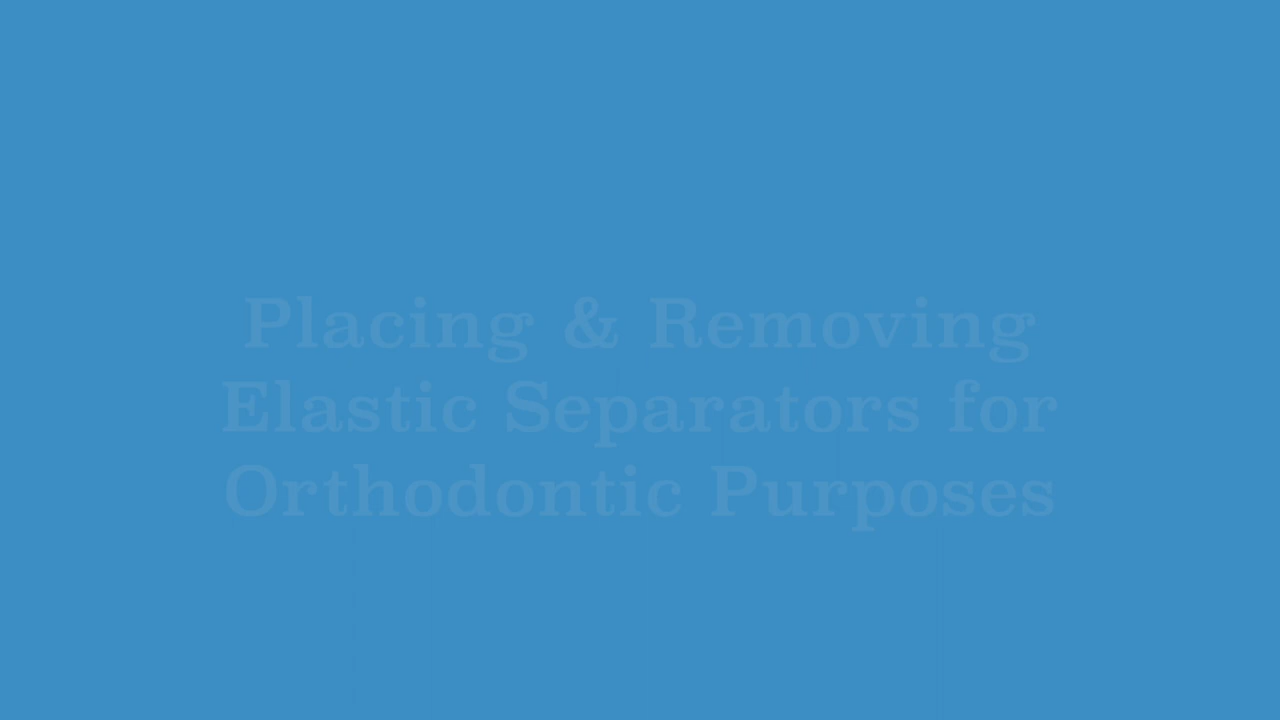 Placing & Removing
Elastic Separators for
Orthodontic Purposes